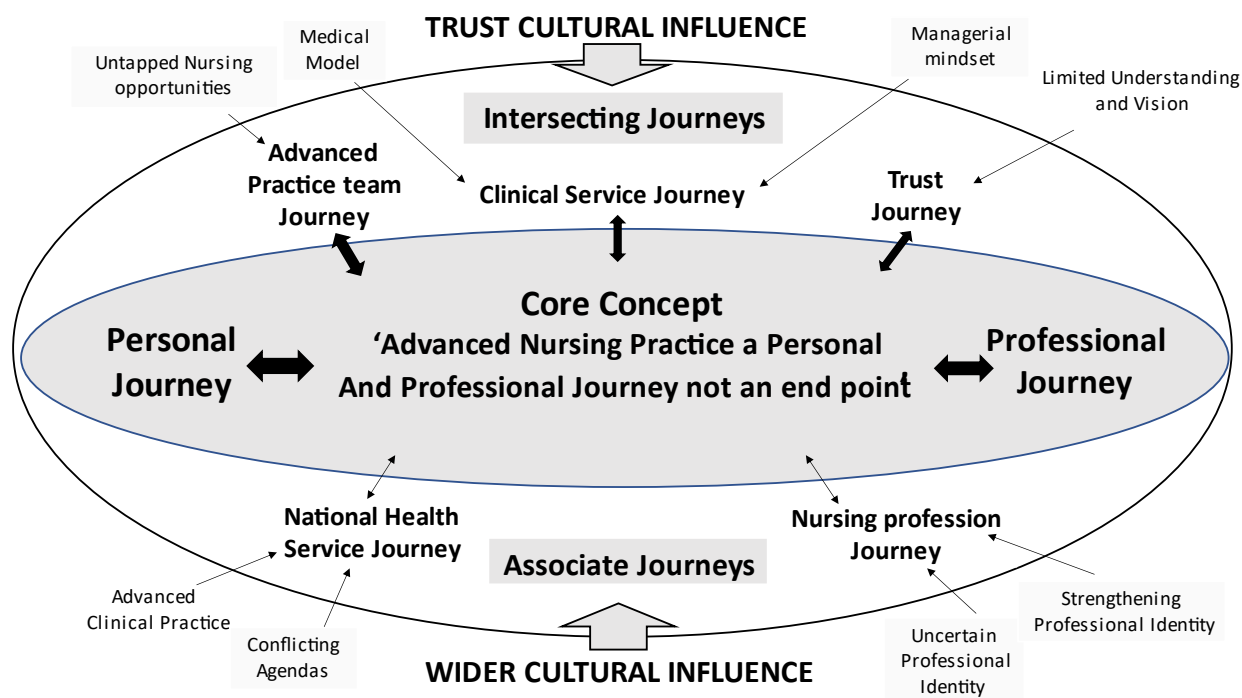 TRUST CULTURAL INFLUENCE
Medical
Model
Managerial
mindset
Untapped Nursing
opportunities
Limited Understanding
and Vision
Intersecting Journeys
Advanced
Practice team
Journey
Clinical Service Journey
Trust
Journey
Core Concept
‘Advanced Nursing Practice a Personal
And Professional Journey not an end point’
Personal
Journey
Professional
Journey
National Health
Service Journey
Nursing profession
Journey
Associate Journeys
Advanced
Clinical Practice
Conflicting
Agendas
Strengthening
Professional Identity
Uncertain
Professional
Identity
WIDER CULTURAL INFLUENCE